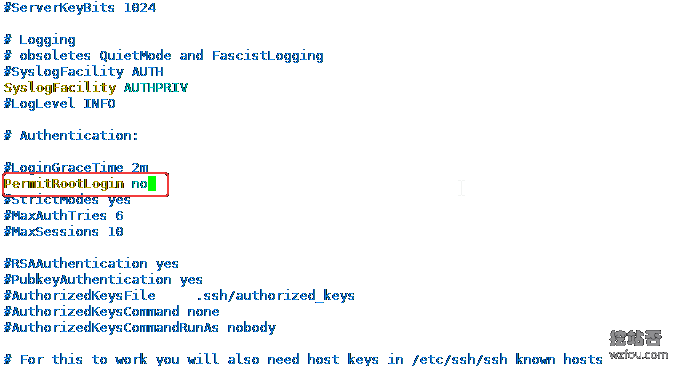 #ServerKeyBits 1024
# Logging
# obsoletes QuietMode and FascistLogging
#SyslogFacility AUTH
SyslogFacility AUTHPRIV
#LogLevel INFO
# Authentication:
#LoginGraceTime 2m
PermitRootLogin no
#StrictModes yes
#MaxAuthTries 6
#MaxSessions 10
#RSAAuthentication yes
#PubkeyAuthentication yes
#AuthorizedKeysFile     .ssh/authorized_keys
#AuthorizedKeysCommand none
#AuthorizedKeysCommandRunAs nobody
# For this to work you will also need host keys in /etc/ssh/ssh_known_hosts
挖站否
wzfou.com